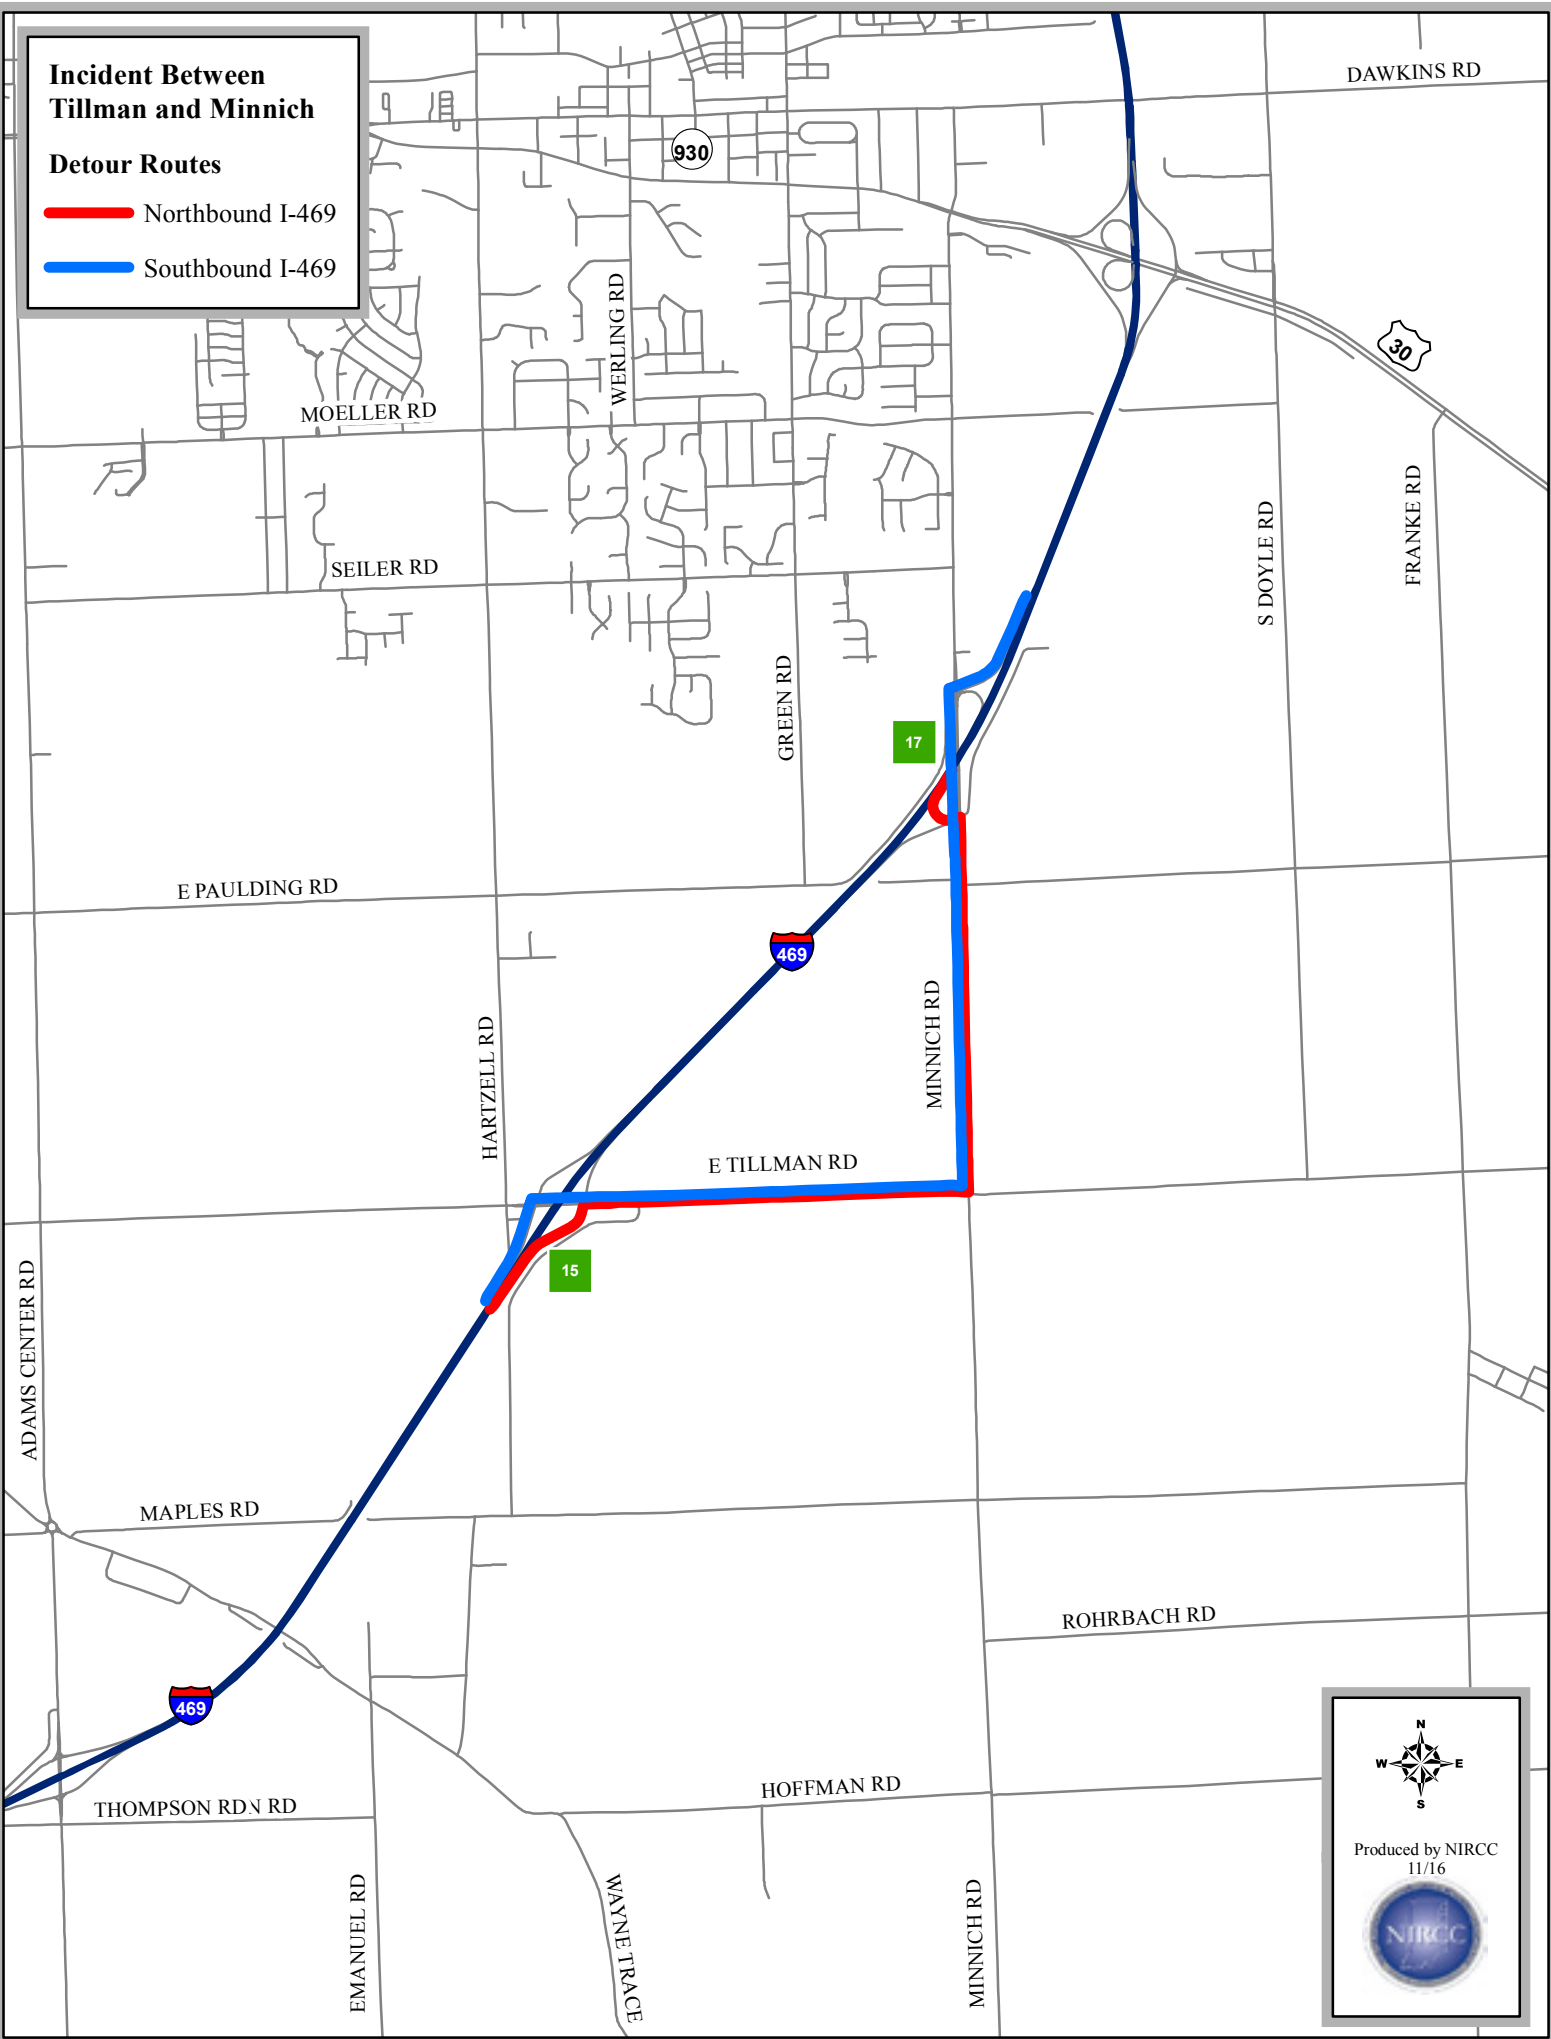 Incident Between
Tillman and Minnich
Detour Routes
Northbound I-469
Southbound I-469
DAWKINS RD
930
30
WERLING RD
MOELLER RD
SEILER RD
S DOYLE RD
FRANKE RD
GREEN RD
17
E PAULDING RD
469
MINNICH RD
HARTZELL RD
E TILLMAN RD
15
ADAMS CENTER RD
MAPLES RD
ROHRBACH RD
469
THOMPSON RD
N RD
HOFFMAN RD
EMANUEL RD
WAYNE TRACE
MINNICH RD
N
W E
S
Produced by NIRCC
11/16
NIRCC